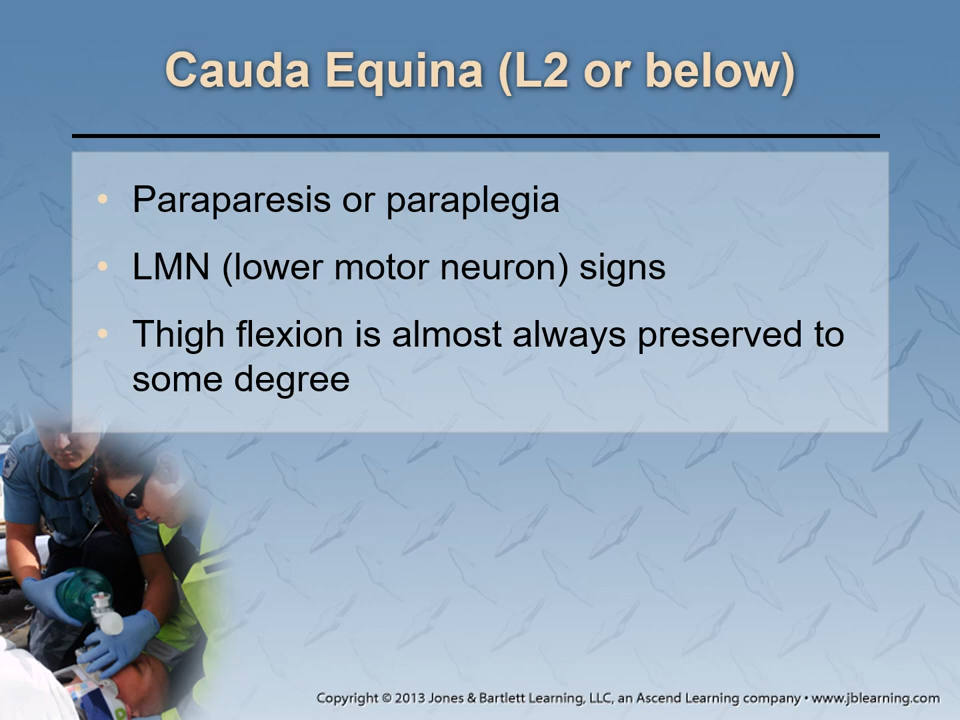 Cauda Equina (L2 or below)
• Paraparesis or paraplegia
• LMN (lower motor neuron) signs
• Thigh flexion is almost always preserved to
some degree
Copyright © 2013 Jones & Bartlett Learning, LLC, an Ascend Learning company • www.jblearning.com